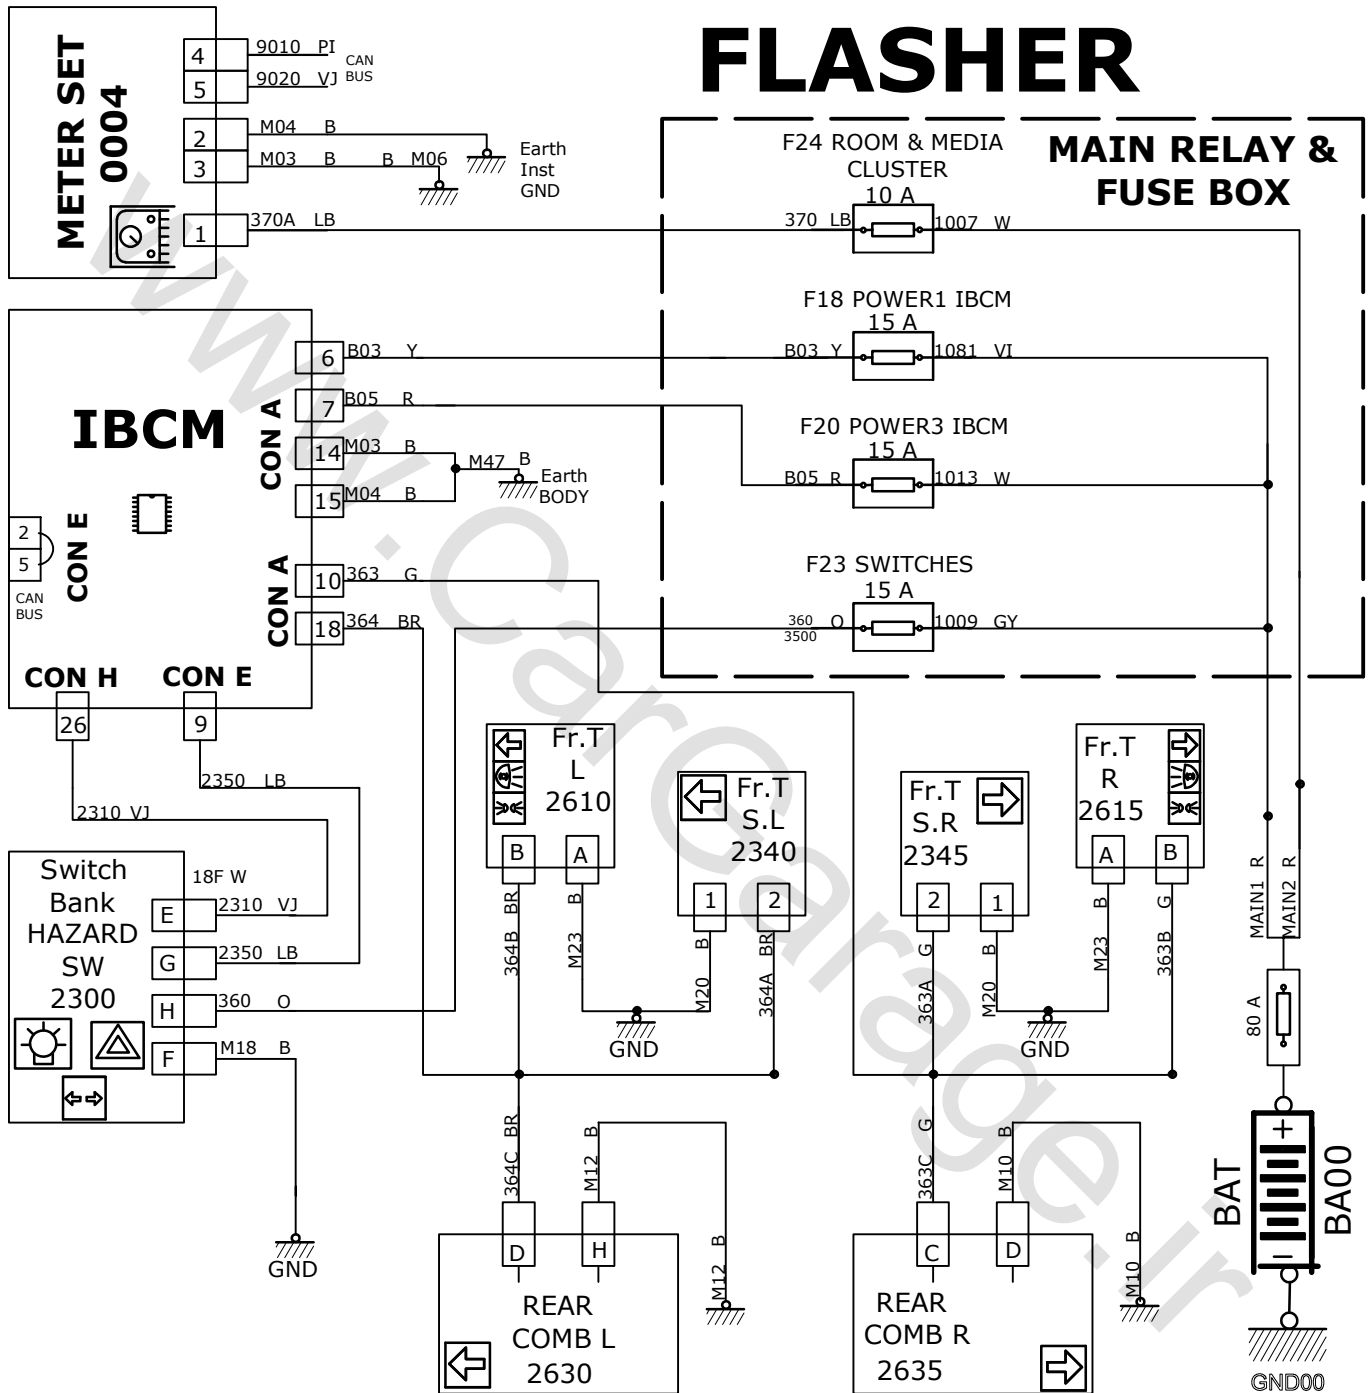 FLASHER
METER SET
0004
4
9010 PI
CAN
BUS
5
9020 VJ
2
M04 B
3
M03 B B M06
Earth
Inst
GND
1
370A LB
MAIN RELAY &
FUSE BOX
F24 ROOM & MEDIA
CLUSTER
10 A
370 LB
1007 W
F18 POWER1 IBCM
15 A
B03 Y
1081 VI
F20 POWER3 IBCM
15 A
B05 R
1013 W
F23 SWITCHES
15 A
360
3500
O
1009 GY
IBCM
CON A
6
B03 Y
7
B05 R
14
M03 B
15
M04 B
M47 B
Earth
BODY
2
5
CON E
CAN
BUS
CON A
10
363 G
18
364 BR
CON H
CON E
26
9
2350 LB
2310 VJ
Switch
Bank
HAZARD
SW
2300
18F W
E
2310 VJ
G
2350 LB
H
360 O
F
M18 B
GND
Fr.T
L
2610
B
A
364B BR
M23 B
Fr.T
S.L
2340
1
2
M20 B
364A BR
GND
Fr.T
S.R
2345
2
1
363A G
M20 B
Fr.T
R
2615
A
B
M23 B
363B G
GND
MAIN1 R
MAIN2 R
80 A
+
−
BAT
BA00
GND00
364C BR
M12 B
M12 B
D
H
REAR
COMB L
2630
363C G
M10 B
M10 B
C
D
REAR
COMB R
2635
www.CarGarage.ir